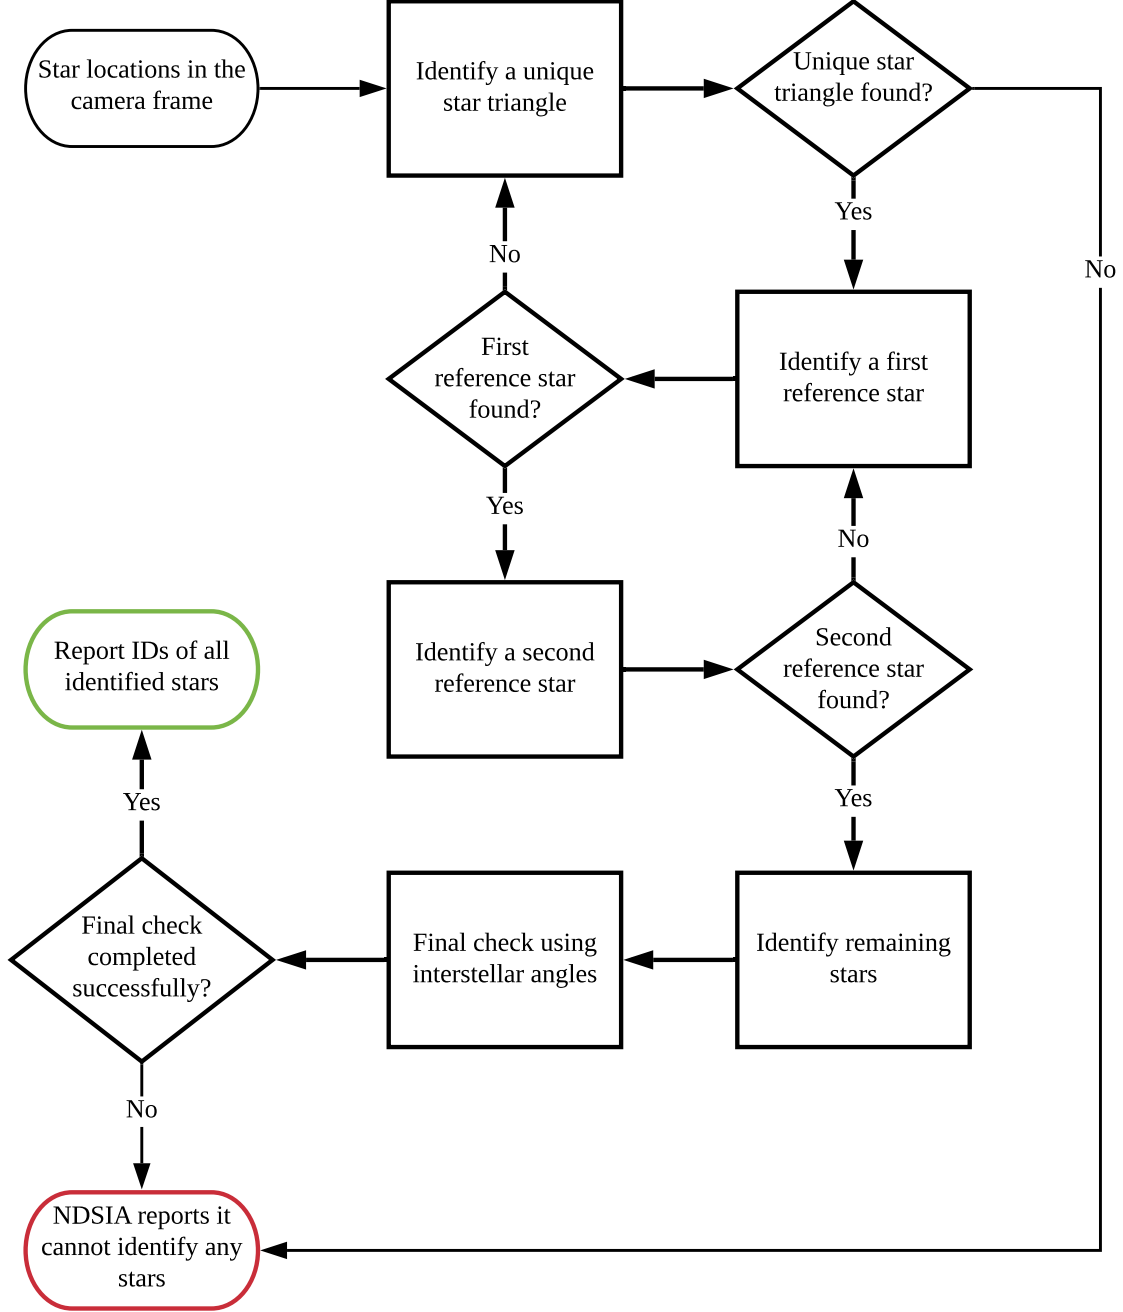 Star locations in the
camera frame
Identify a unique
star triangle
Unique star
triangle found?
Yes
No
No
First
reference star
found?
Identify a first
reference star
Yes
No
Identify a second
reference star
Second
reference star
found?
Report IDs of all
identified stars
Yes
Yes
Final check
completed
successfully?
Final check using
interstellar angles
Identify remaining
stars
No
NDSIA reports it
cannot identify any
stars